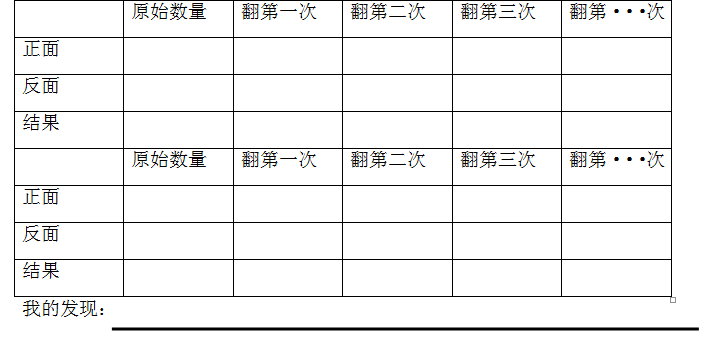 原始数量 翻第一次 翻第二次 翻第三次 翻第···次
正面
反面
结果
原始数量 翻第一次 翻第二次 翻第三次 翻第···次
正面
反面
结果
我的发现: